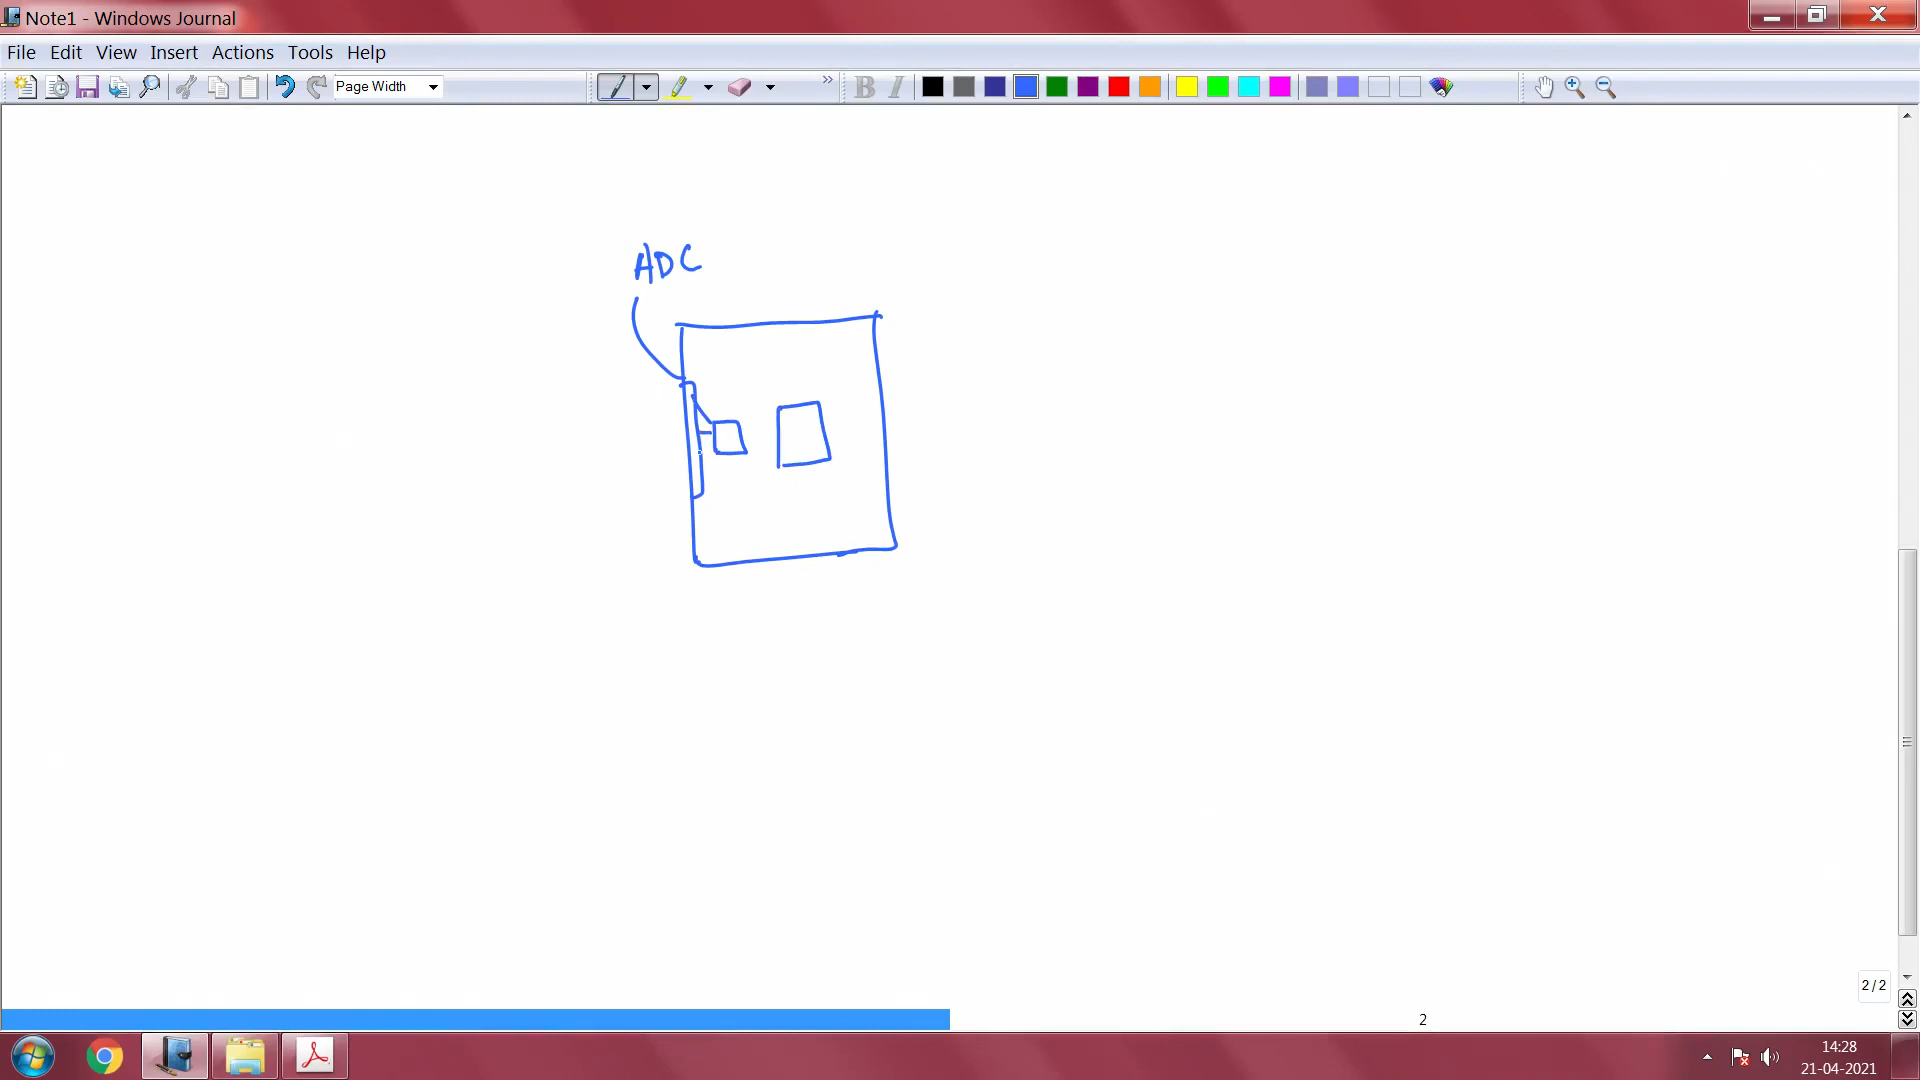 Note1 - Windows Journal
File Edit View Insert Actions Tools Help
Page Width
B I
ADC
2 / 2
2
14:28
21-04-2021